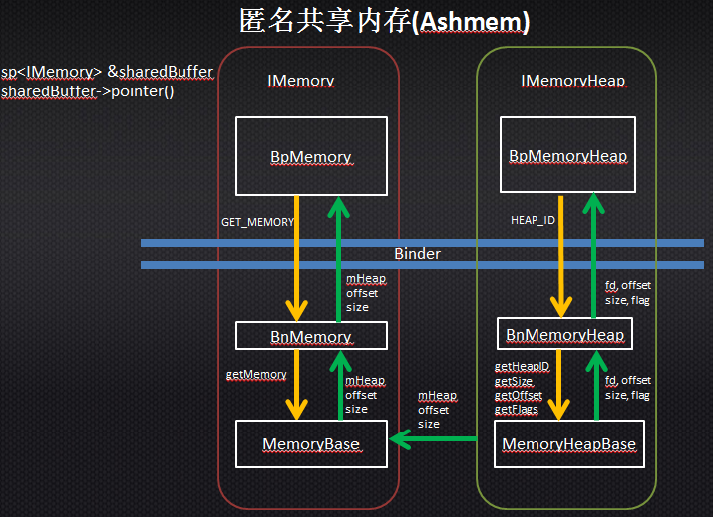 匿名共享内存(Ashmem)
sp<IMemory> &sharedBuffer
sharedBuffer->pointer()
IMemory
IMemoryHeap
BpMemory
BpMemoryHeap
GET_MEMORY
HEAP_ID
Binder
mHeap
offset
size
fd, offset
size, flag
BnMemory
BnMemoryHeap
getMemory
mHeap
offset
size
mHeap
offset
size
getHeapID
getSize
getOffset
getFlags
fd, offset
size, flag
MemoryBase
MemoryHeapBase